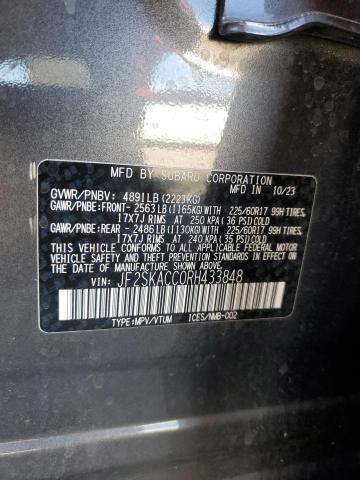 MFD BY SUBARU CORPORATION
MFD IN 10/23
GVWR/PNBV: 4891LB (2223KG)
GAWR/PNBE:FRONT- 2563LB (1165KG)WITH 225/60R17 99H TIRES,
17X7J RIMS AT 250 KPA (36 PSI)COLD
GAWR/PNBE:REAR - 2486LB (1130KG)WITH 225/60R17 99H TIRES,
17X7J RIMS AT 240 KPA (35 PSI)COLD
THIS VEHICLE CONFORMS TO ALL APPLICABLE FEDERAL MOTOR
VEHICLE SAFETY AND THEFT PREVENTION STANDARDS IN
EFFECT ON THE DATE OF MANUFACTURE SHOWN ABOVE.
VIN: JF2SKACC0RH433848
TYPE:MPV/VTUM ICES/NMB-002